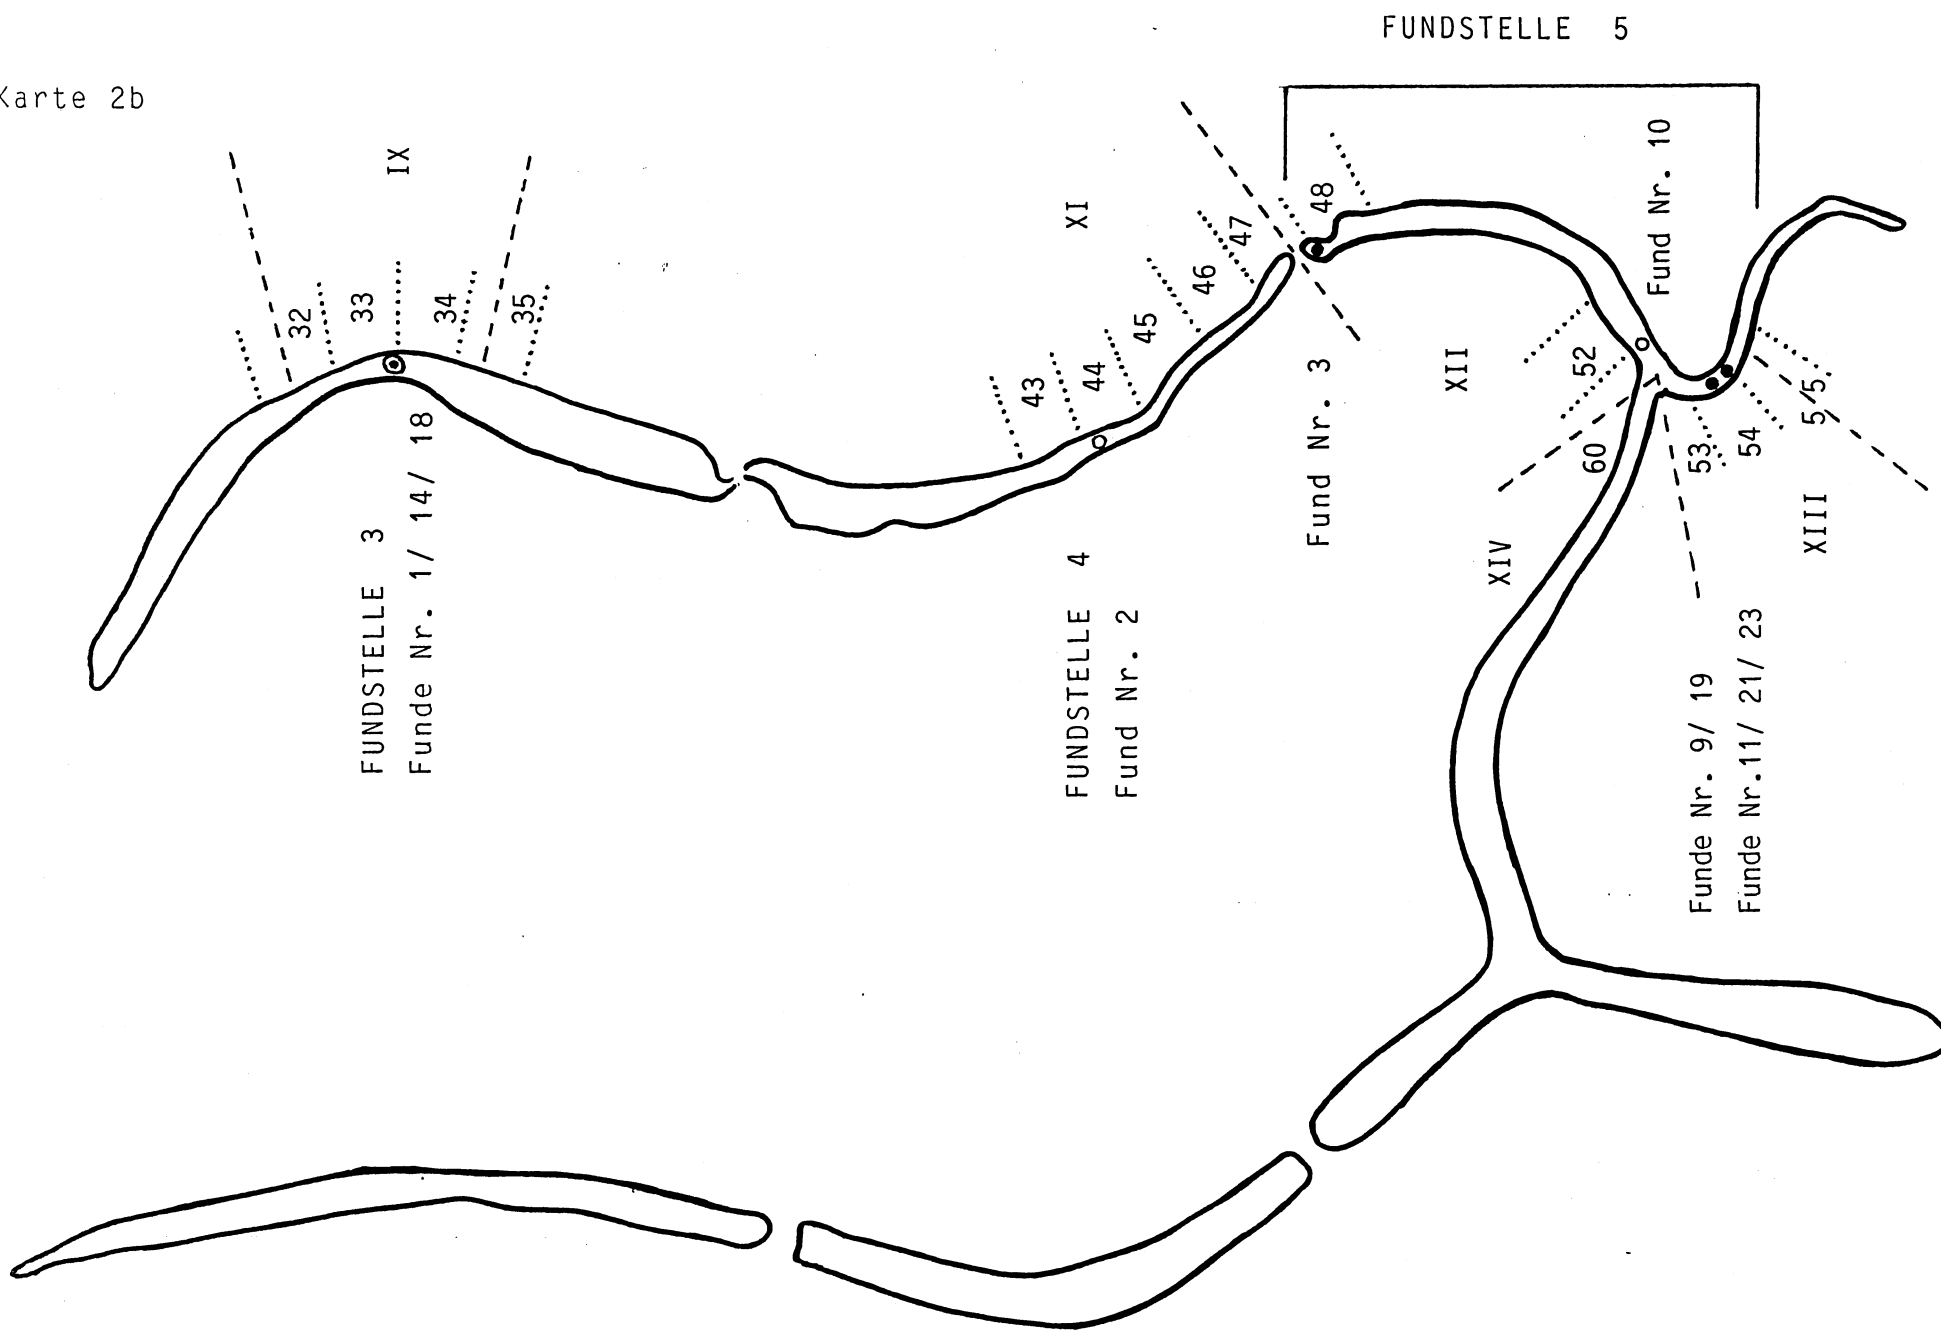 FUNDSTELLE 5
Karte 2b
IX
32
33
34
35
FUNDSTELLE 3
Funde Nr. 1/ 14/ 18
XI
43
44
45
46
47
48
FUNDSTELLE 4
Fund Nr. 2
Fund Nr. 3
XII
Fund Nr. 10
52
60
53
54
55
XIV
XIII
Funde Nr. 9/ 19
Funde Nr.11/ 21/ 23